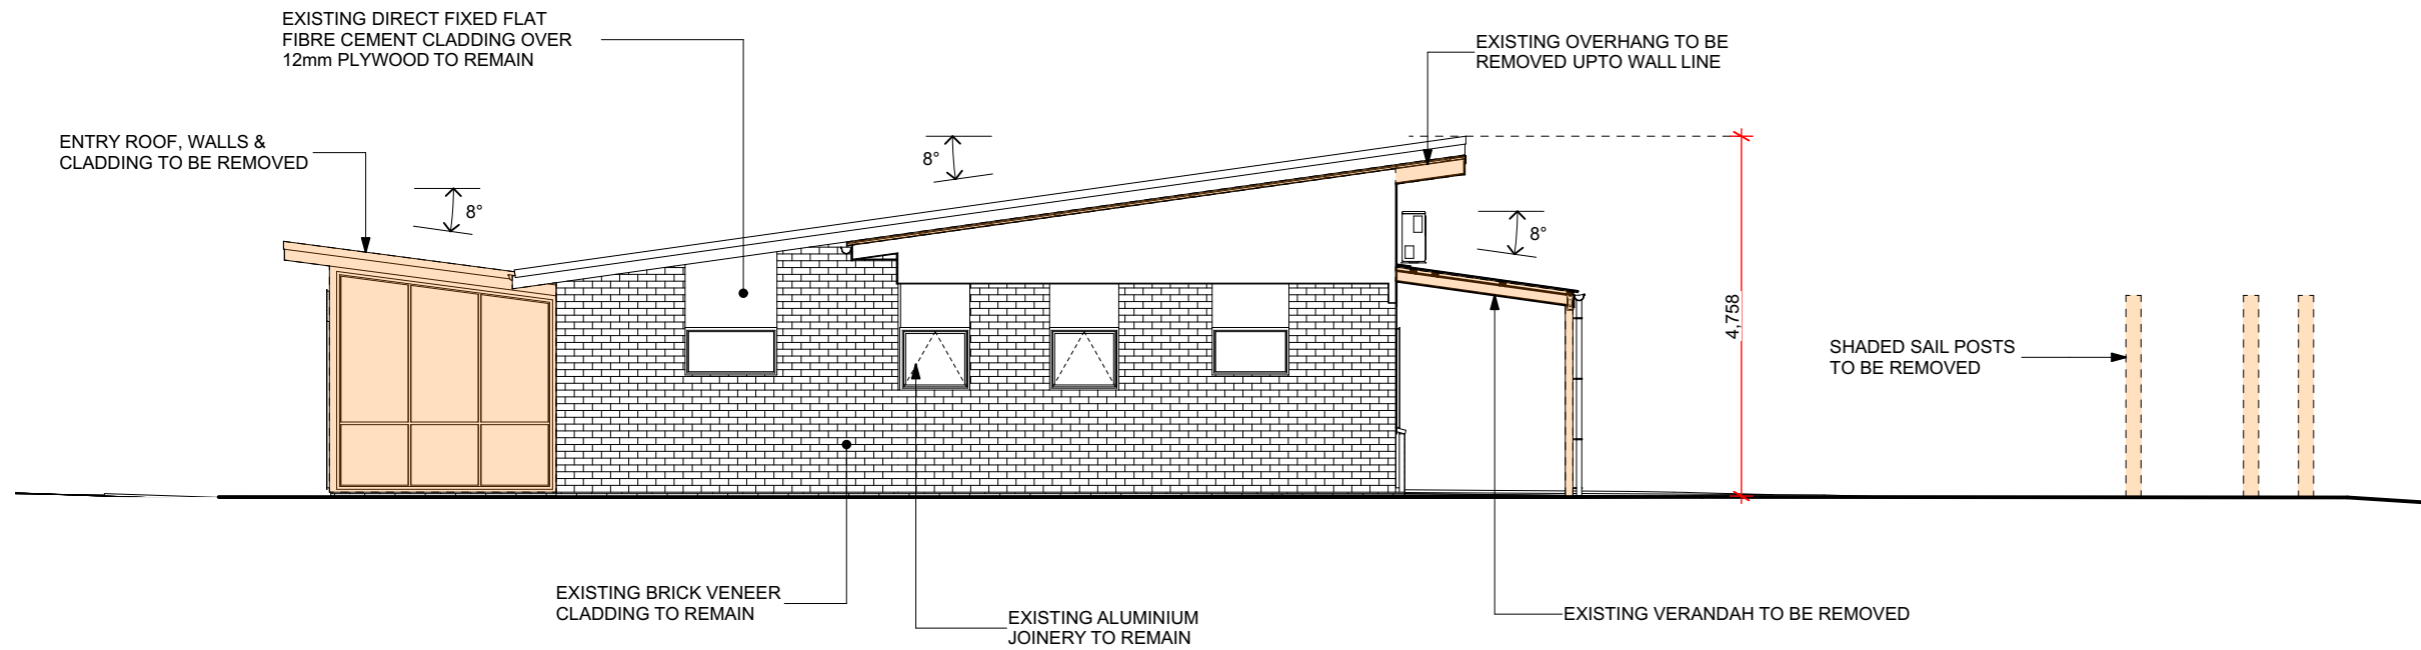 EXISTING DIRECT FIXED FLAT
FIBRE CEMENT CLADDING OVER
12mm PLYWOOD TO REMAIN
EXISTING OVERHANG TO BE
REMOVED UPTO WALL LINE
ENTRY ROOF, WALLS &
CLADDING TO BE REMOVED
8°
8°
8°
4,758
SHADED SAIL POSTS
TO BE REMOVED
EXISTING BRICK VENEER
CLADDING TO REMAIN
EXISTING ALUMINIUM
JOINERY TO REMAIN
EXISTING VERANDAH TO BE REMOVED